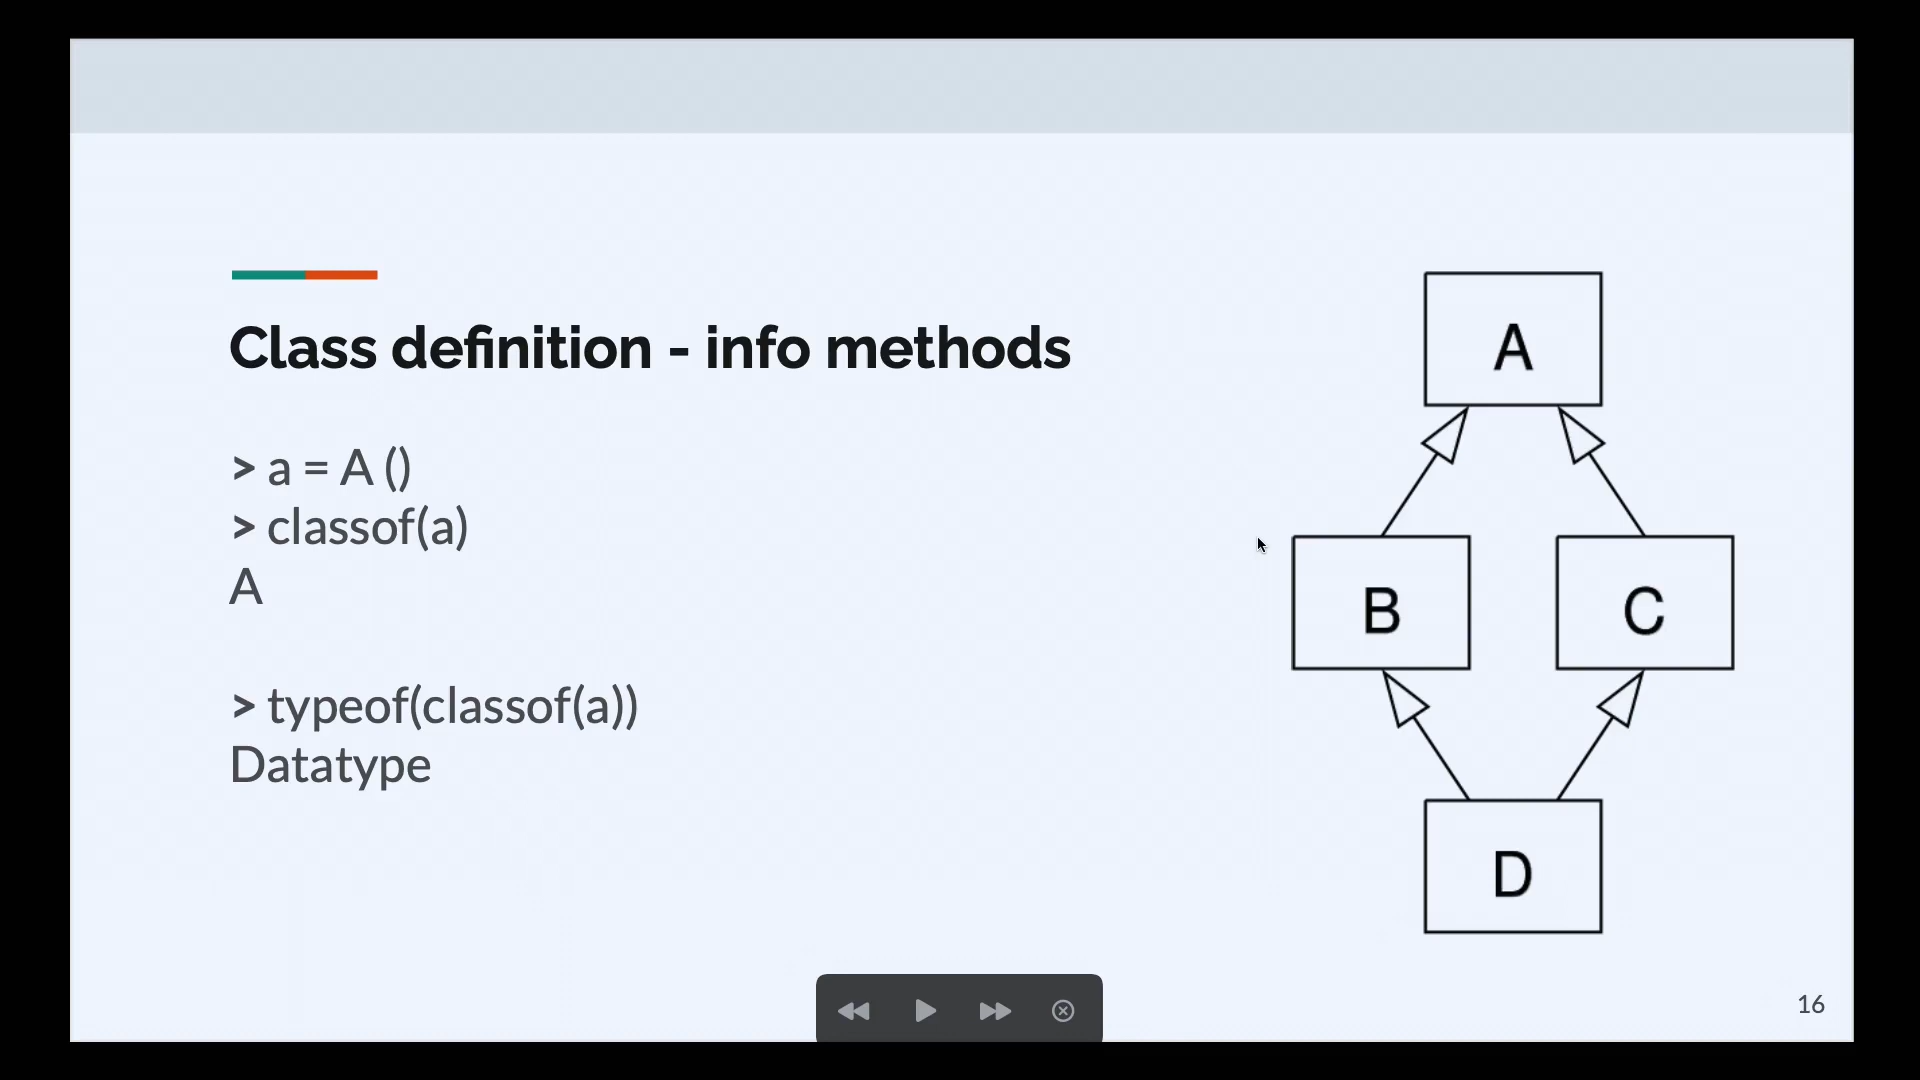 Class definition - info methods
> a = A ()
> classof(a)
A
> typeof(classof(a))
Datatype
A
B
C
D
16